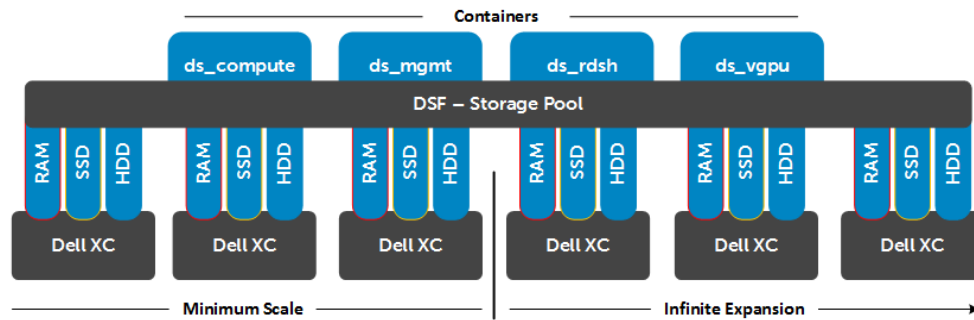 Containers
ds_compute ds_mgmt ds_rdsh ds_vgpu
DSF – Storage Pool
RAM SSD HDD RAM SSD HDD RAM SSD HDD RAM SSD HDD RAM SSD HDD RAM SSD HDD
Dell XC Dell XC Dell XC Dell XC Dell XC Dell XC
Minimum Scale Infinite Expansion